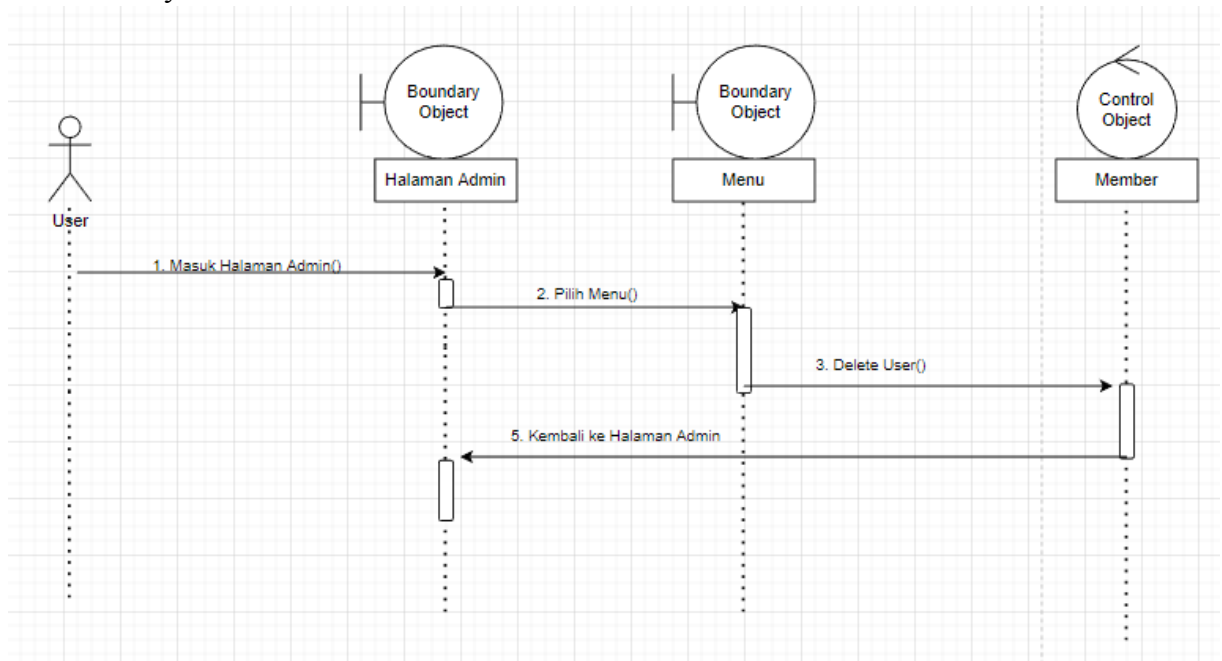 Boundary
Object
Boundary
Object
Control
Object
Halaman Admin
Menu
Member
User
1. Masuk Halaman Admin()
2. Pilih Menu()
3. Delete User()
5. Kembali ke Halaman Admin